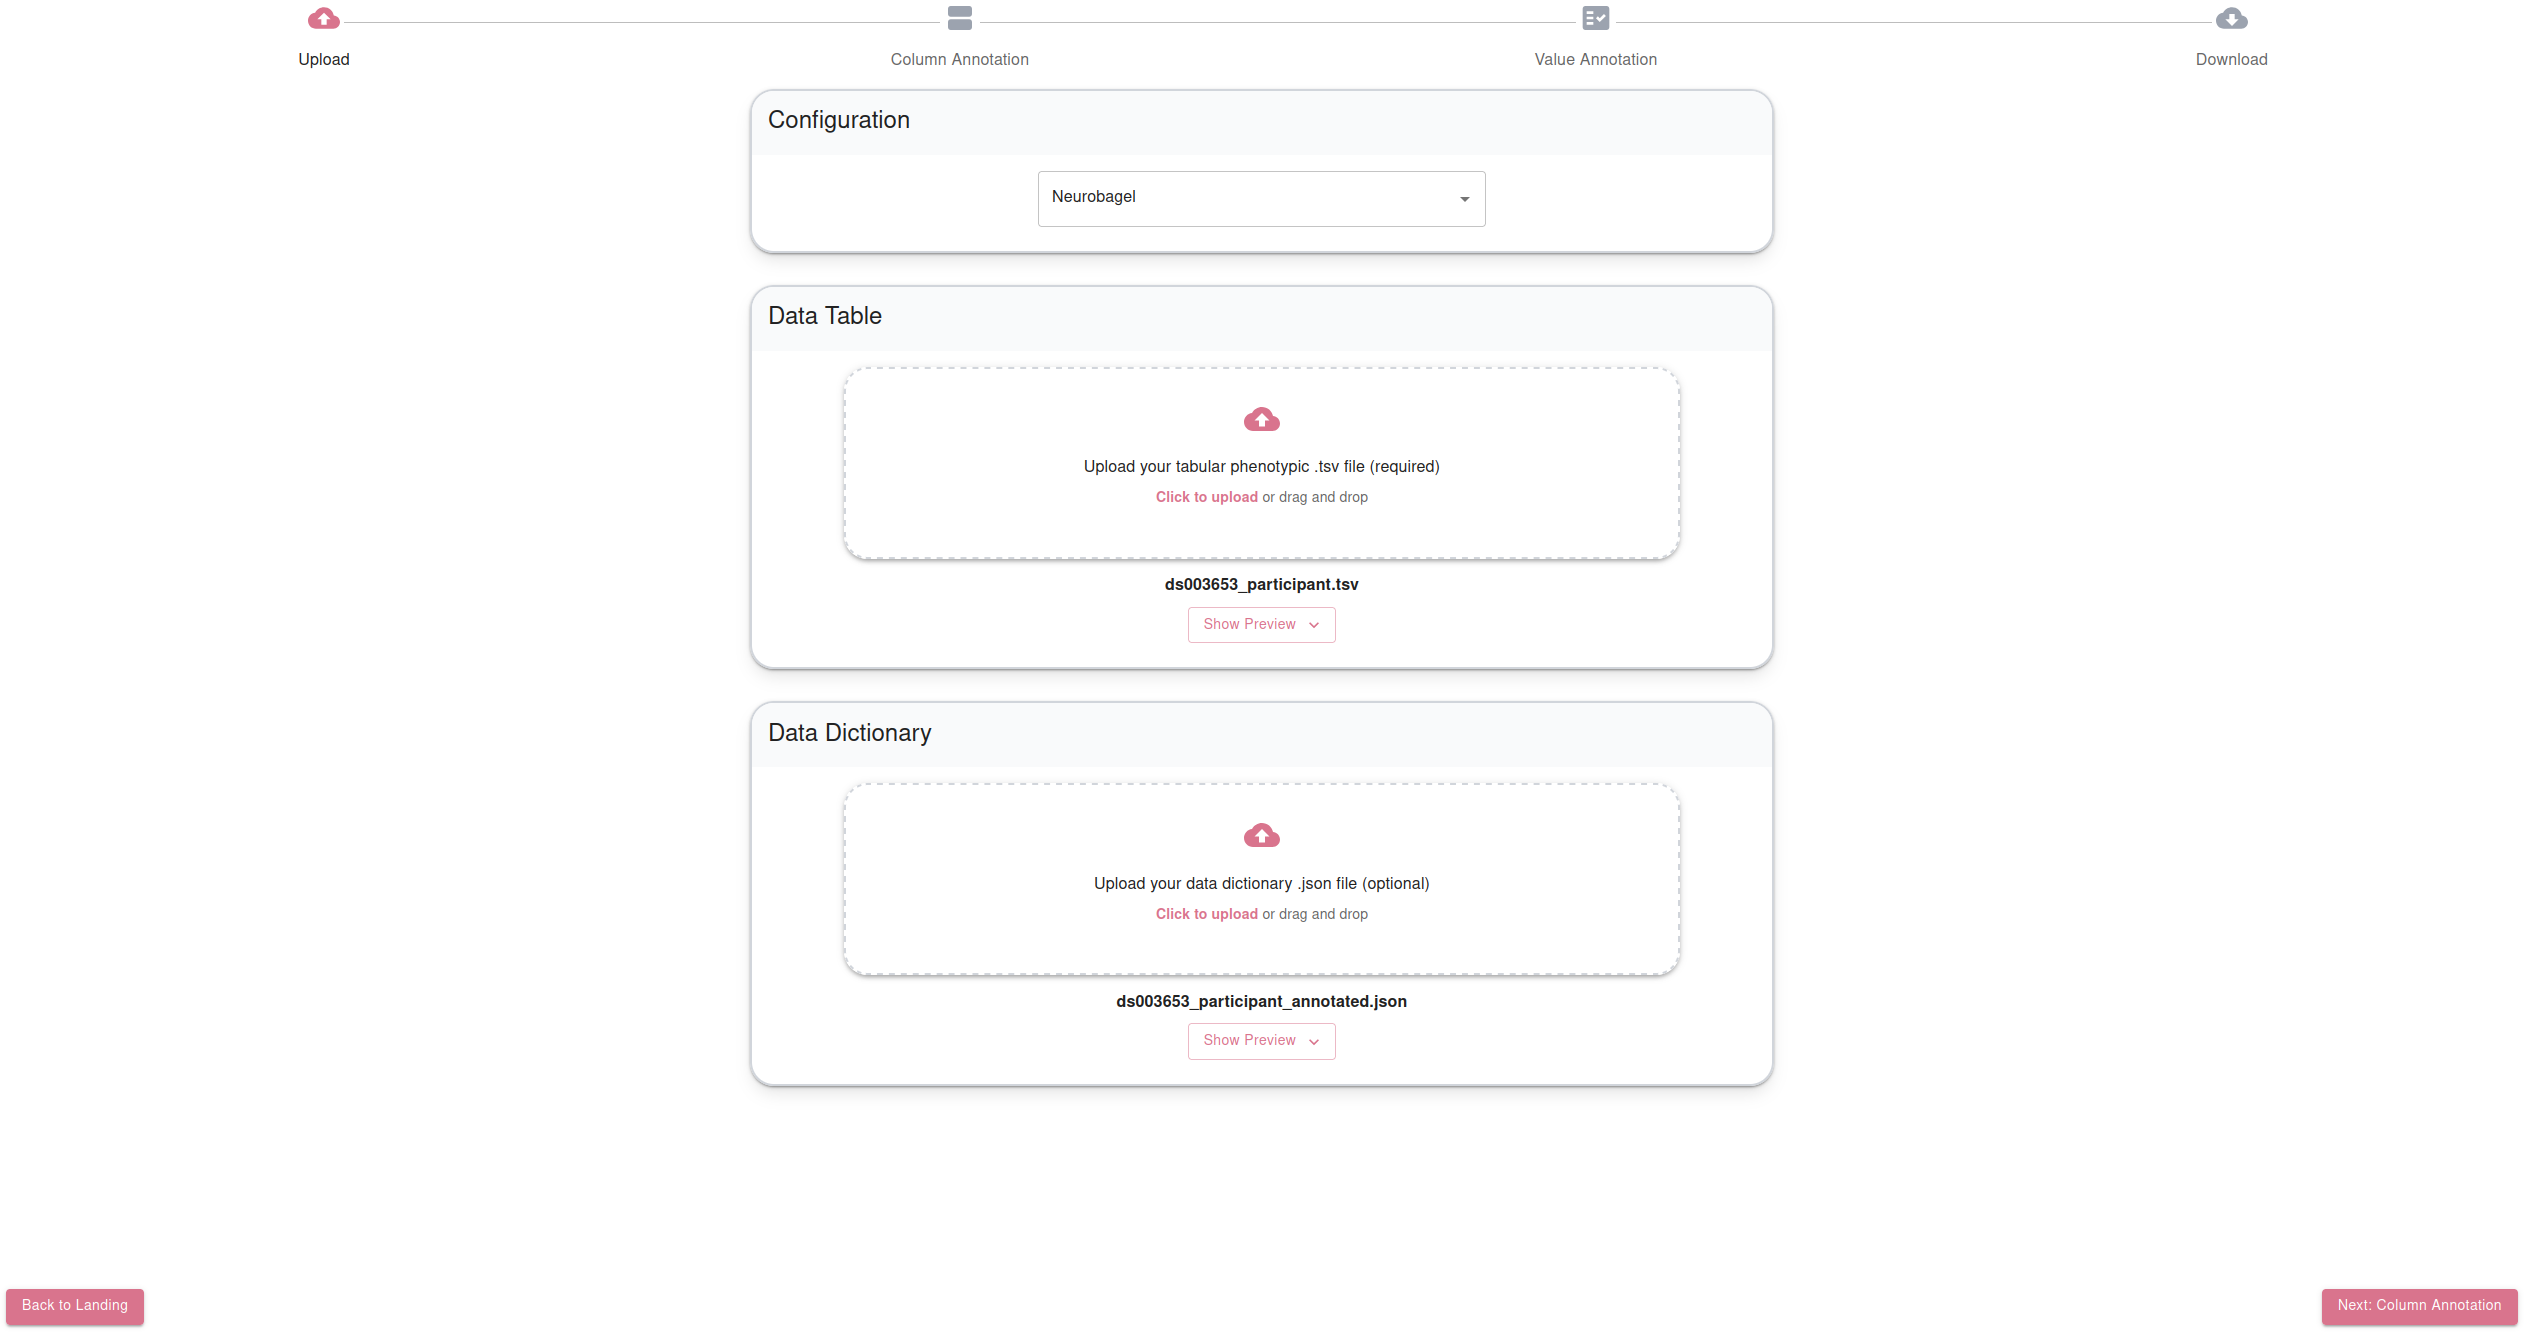 Upload
Column Annotation
Value Annotation
Download
Configuration
Neurobagel
Data Table
Upload your tabular phenotypic .tsv file (required)
Click to upload or drag and drop
ds003653_participant.tsv
Show Preview
Data Dictionary
Upload your data dictionary .json file (optional)
Click to upload or drag and drop
ds003653_participant_annotated.json
Show Preview
Back to Landing
Next: Column Annotation